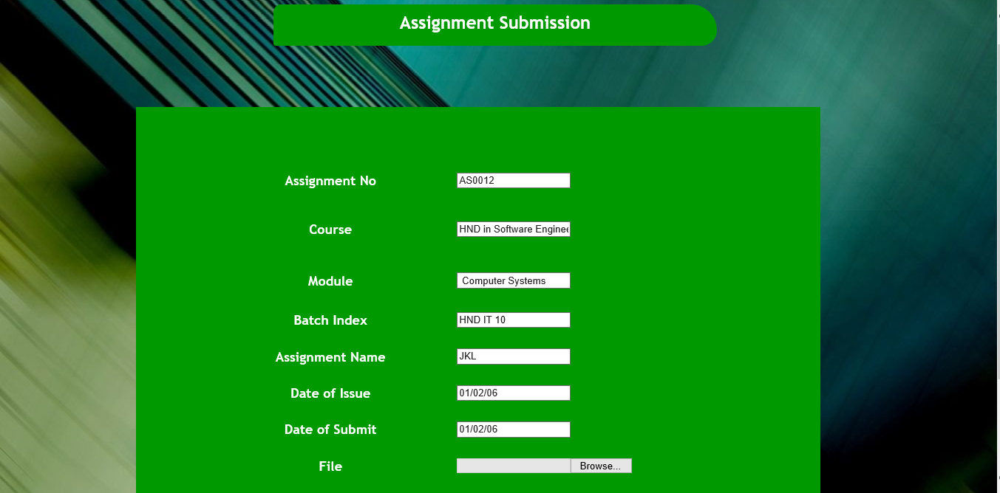 Assignment Submission
Assignment No AS0012
Course HND in Software Enginee
Module Computer Systems
Batch Index HND IT 10
Assignment Name JKL
Date of Issue 01/02/06
Date of Submit 01/02/06
File Browse...